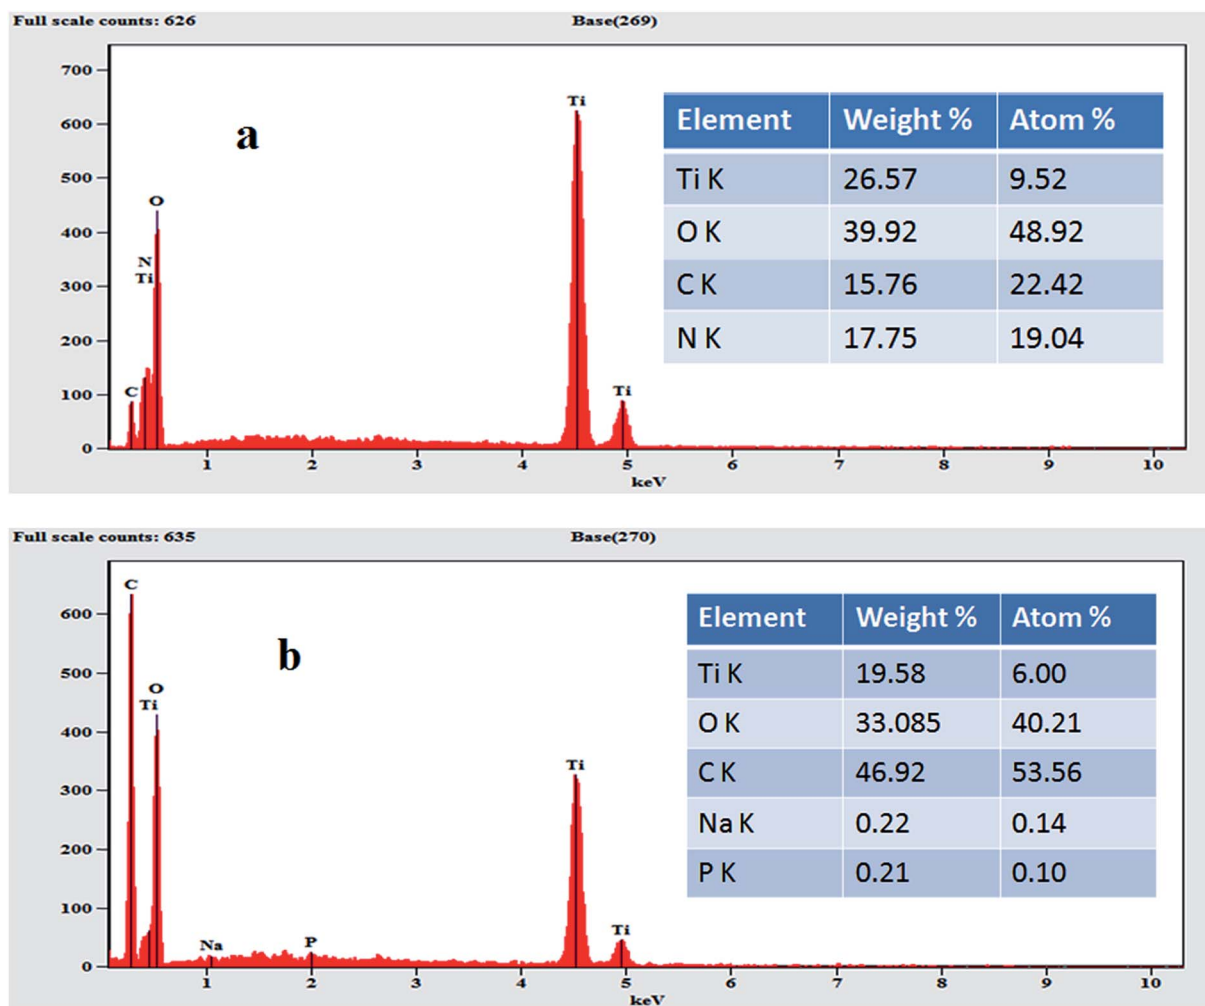 Full scale counts: 626 Base(269)
700
600
500
400
300
200
100
0
a
O
N
Ti
C
Ti
Ti
1 2 3 4 5 6 7 8 9 10
keV
Element Weight % Atom %
Ti K 26.57 9.52
O K 39.92 48.92
C K 15.76 22.42
N K 17.75 19.04
Full scale counts: 635 Base(270)
600
500
400
300
200
100
0
b
C
O
Ti
Na
P
Ti
Ti
1 2 3 4 5 6 7 8 9 10
keV
Element Weight % Atom %
Ti K 19.58 6.00
O K 33.085 40.21
C K 46.92 53.56
Na K 0.22 0.14
P K 0.21 0.10